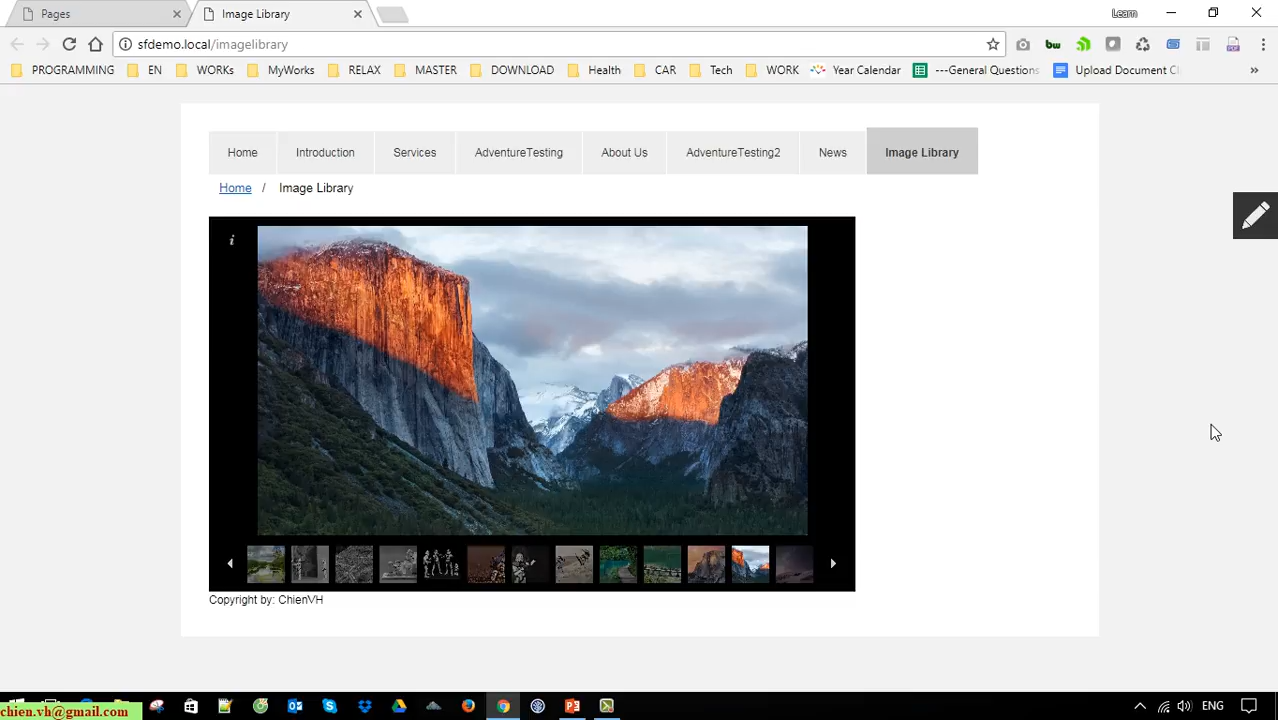 Pages
Image Library
Learn
sfdemo.local/imagelibrary
PROGRAMMING
EN
WORKs
MyWorks
RELAX
MASTER
DOWNLOAD
Health
CAR
Tech
WORK
Year Calendar
---General Questions
Upload Document
»
Home
Introduction
Services
AdventureTesting
About Us
AdventureTesting2
News
Image Library
Home / Image Library
i
Copyright by: ChienVH
chien.vh@gmail.com
ENG